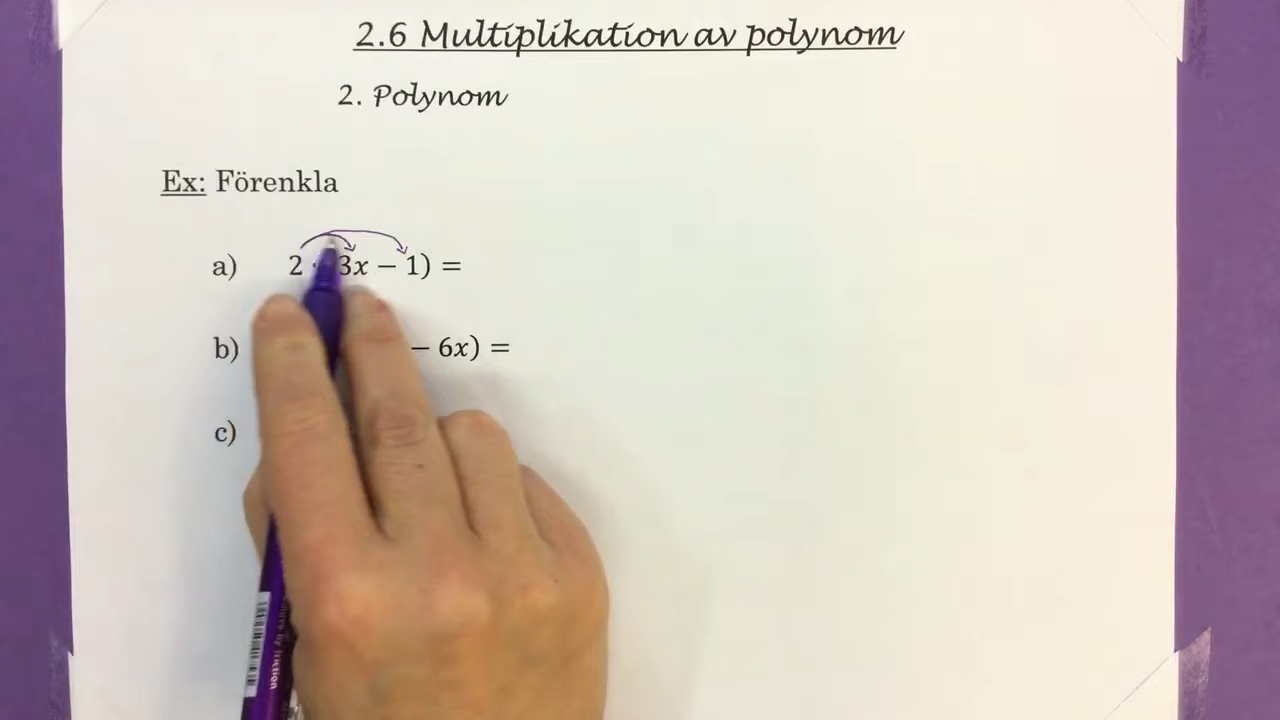 2.6 Multiplikation av polynom
2. Polynom
Ex: Förenkla
a) 2 · 3x − 1) =
b) − 6x) =
c)